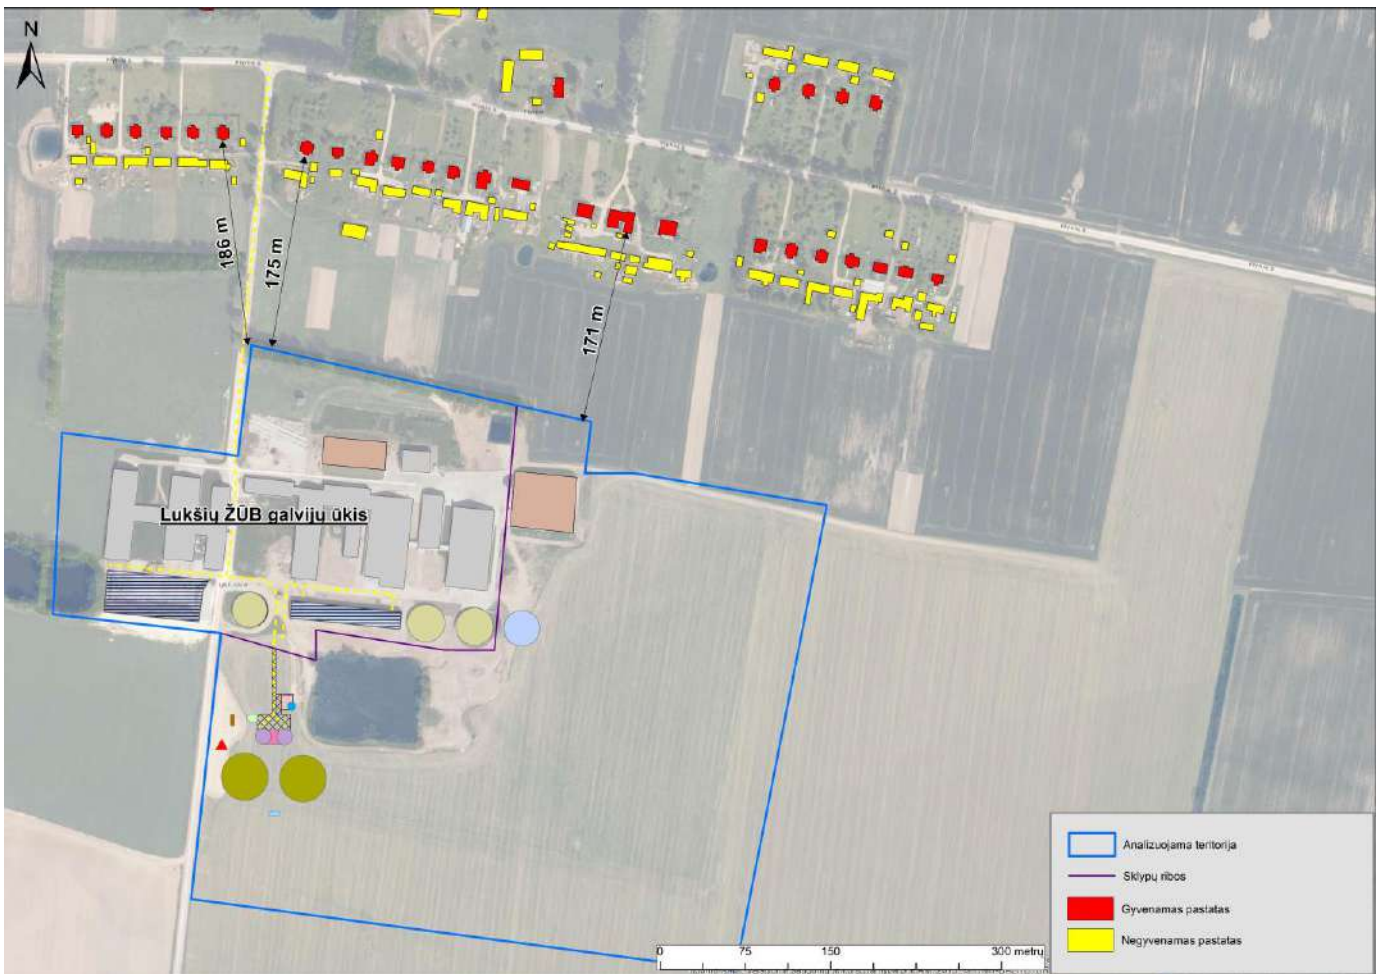 N
186 m
175 m
171 m
Lukšių ŽŪB galvijų ūkis
Analizuojama teritorija
Sklypų ribos
Gyvenamas pastatas
Negyvenamas pastatas
0 75 150 300 metrų